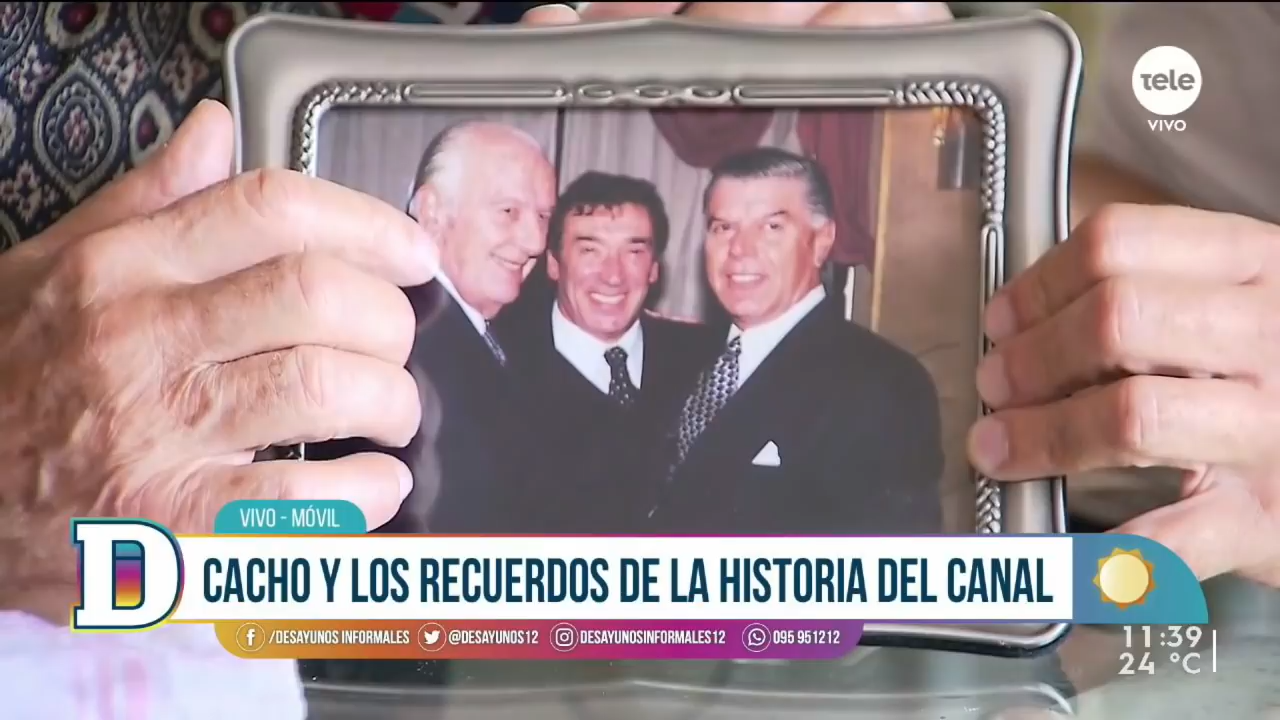 tele
VIVO
VIVO - MÓVIL
D
CACHO Y LOS RECUERDOS DE LA HISTORIA DEL CANAL
/DESAYUNOS INFORMALES @DESAYUNOS12 DESAYUNOSINFORMALES12 095 951212
11:39
24 °C